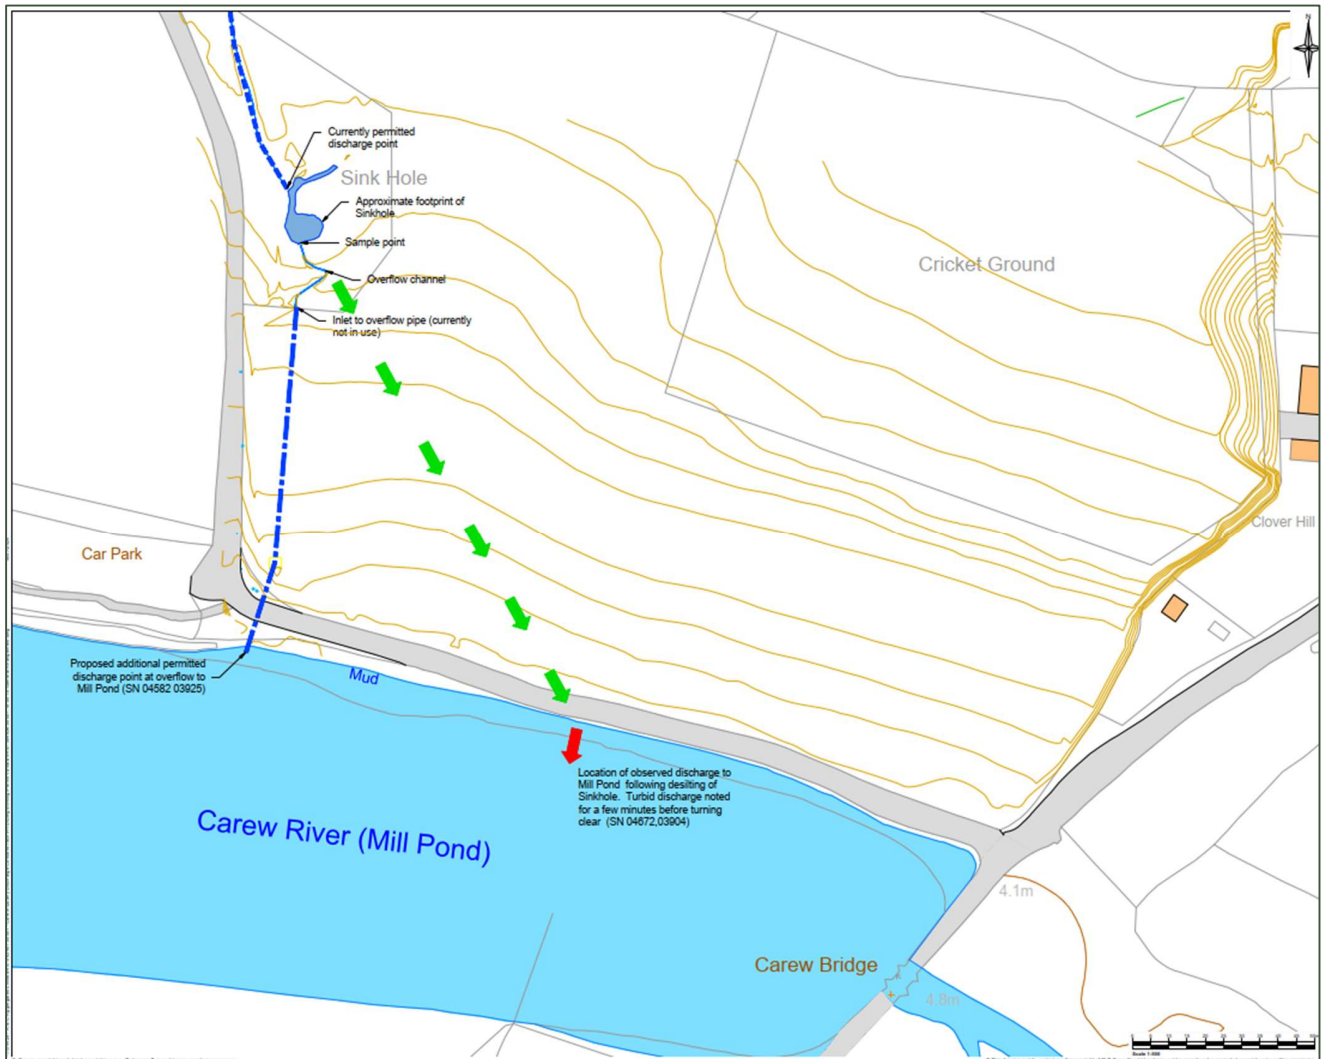 N
Currently permitted
discharge point
Sink Hole
Approximate footprint of
Sinkhole
Sample point
Overflow channel
Inlet to overflow pipe (currently
not in use)
Cricket Ground
Clover Hill
Car Park
Proposed additional permitted
discharge point at overflow to
Mill Pond (SN 04582 03925)
Mud
Location of observed discharge to
Mill Pond following desilting of
Sinkhole. Turbid discharge noted
for a few minutes before turning
clear (SN 04672,03904)
Carew River (Mill Pond)
4.1m
Carew Bridge
4.8m